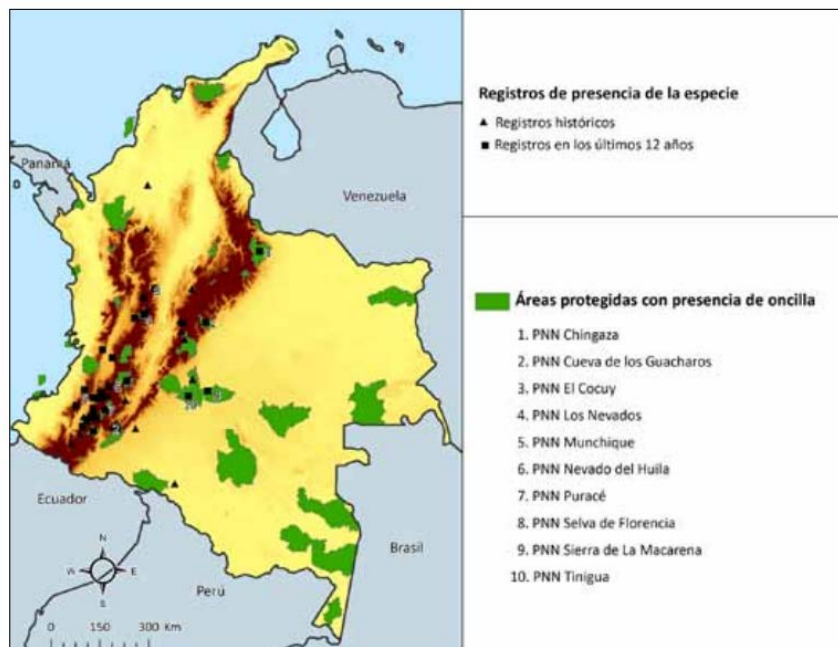 Panamá
Venezuela
Ecuador
Perú
Brasil
N
W E
S
0 150 300 Km
Registros de presencia de la especie
Registros históricos
Registros en los últimos 12 años
Áreas protegidas con presencia de oncilla
1. PNN Chingaza
2. PNN Cueva de los Guacharos
3. PNN El Cocuy
4. PNN Los Nevados
5. PNN Munchique
6. PNN Nevado del Huila
7. PNN Puracé
8. PNN Selva de Florencia
9. PNN Sierra de La Macarena
10. PNN Tinigua